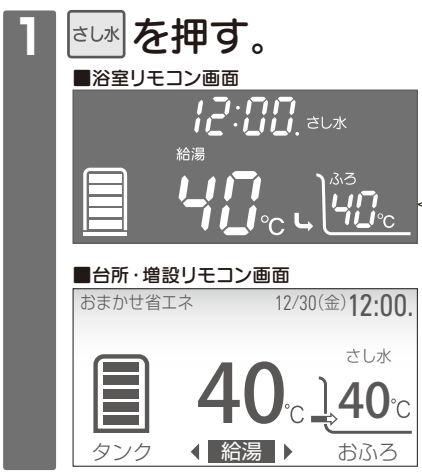 1 さし水 を押す。
■浴室リモコン画面
12:00. さし水
給湯
ふろ
40℃ 40℃
■台所・増設リモコン画面
おまかせ省エネ 12/30(金)12:00.
さし水
40℃ 40℃
タンク 給湯 おふろ